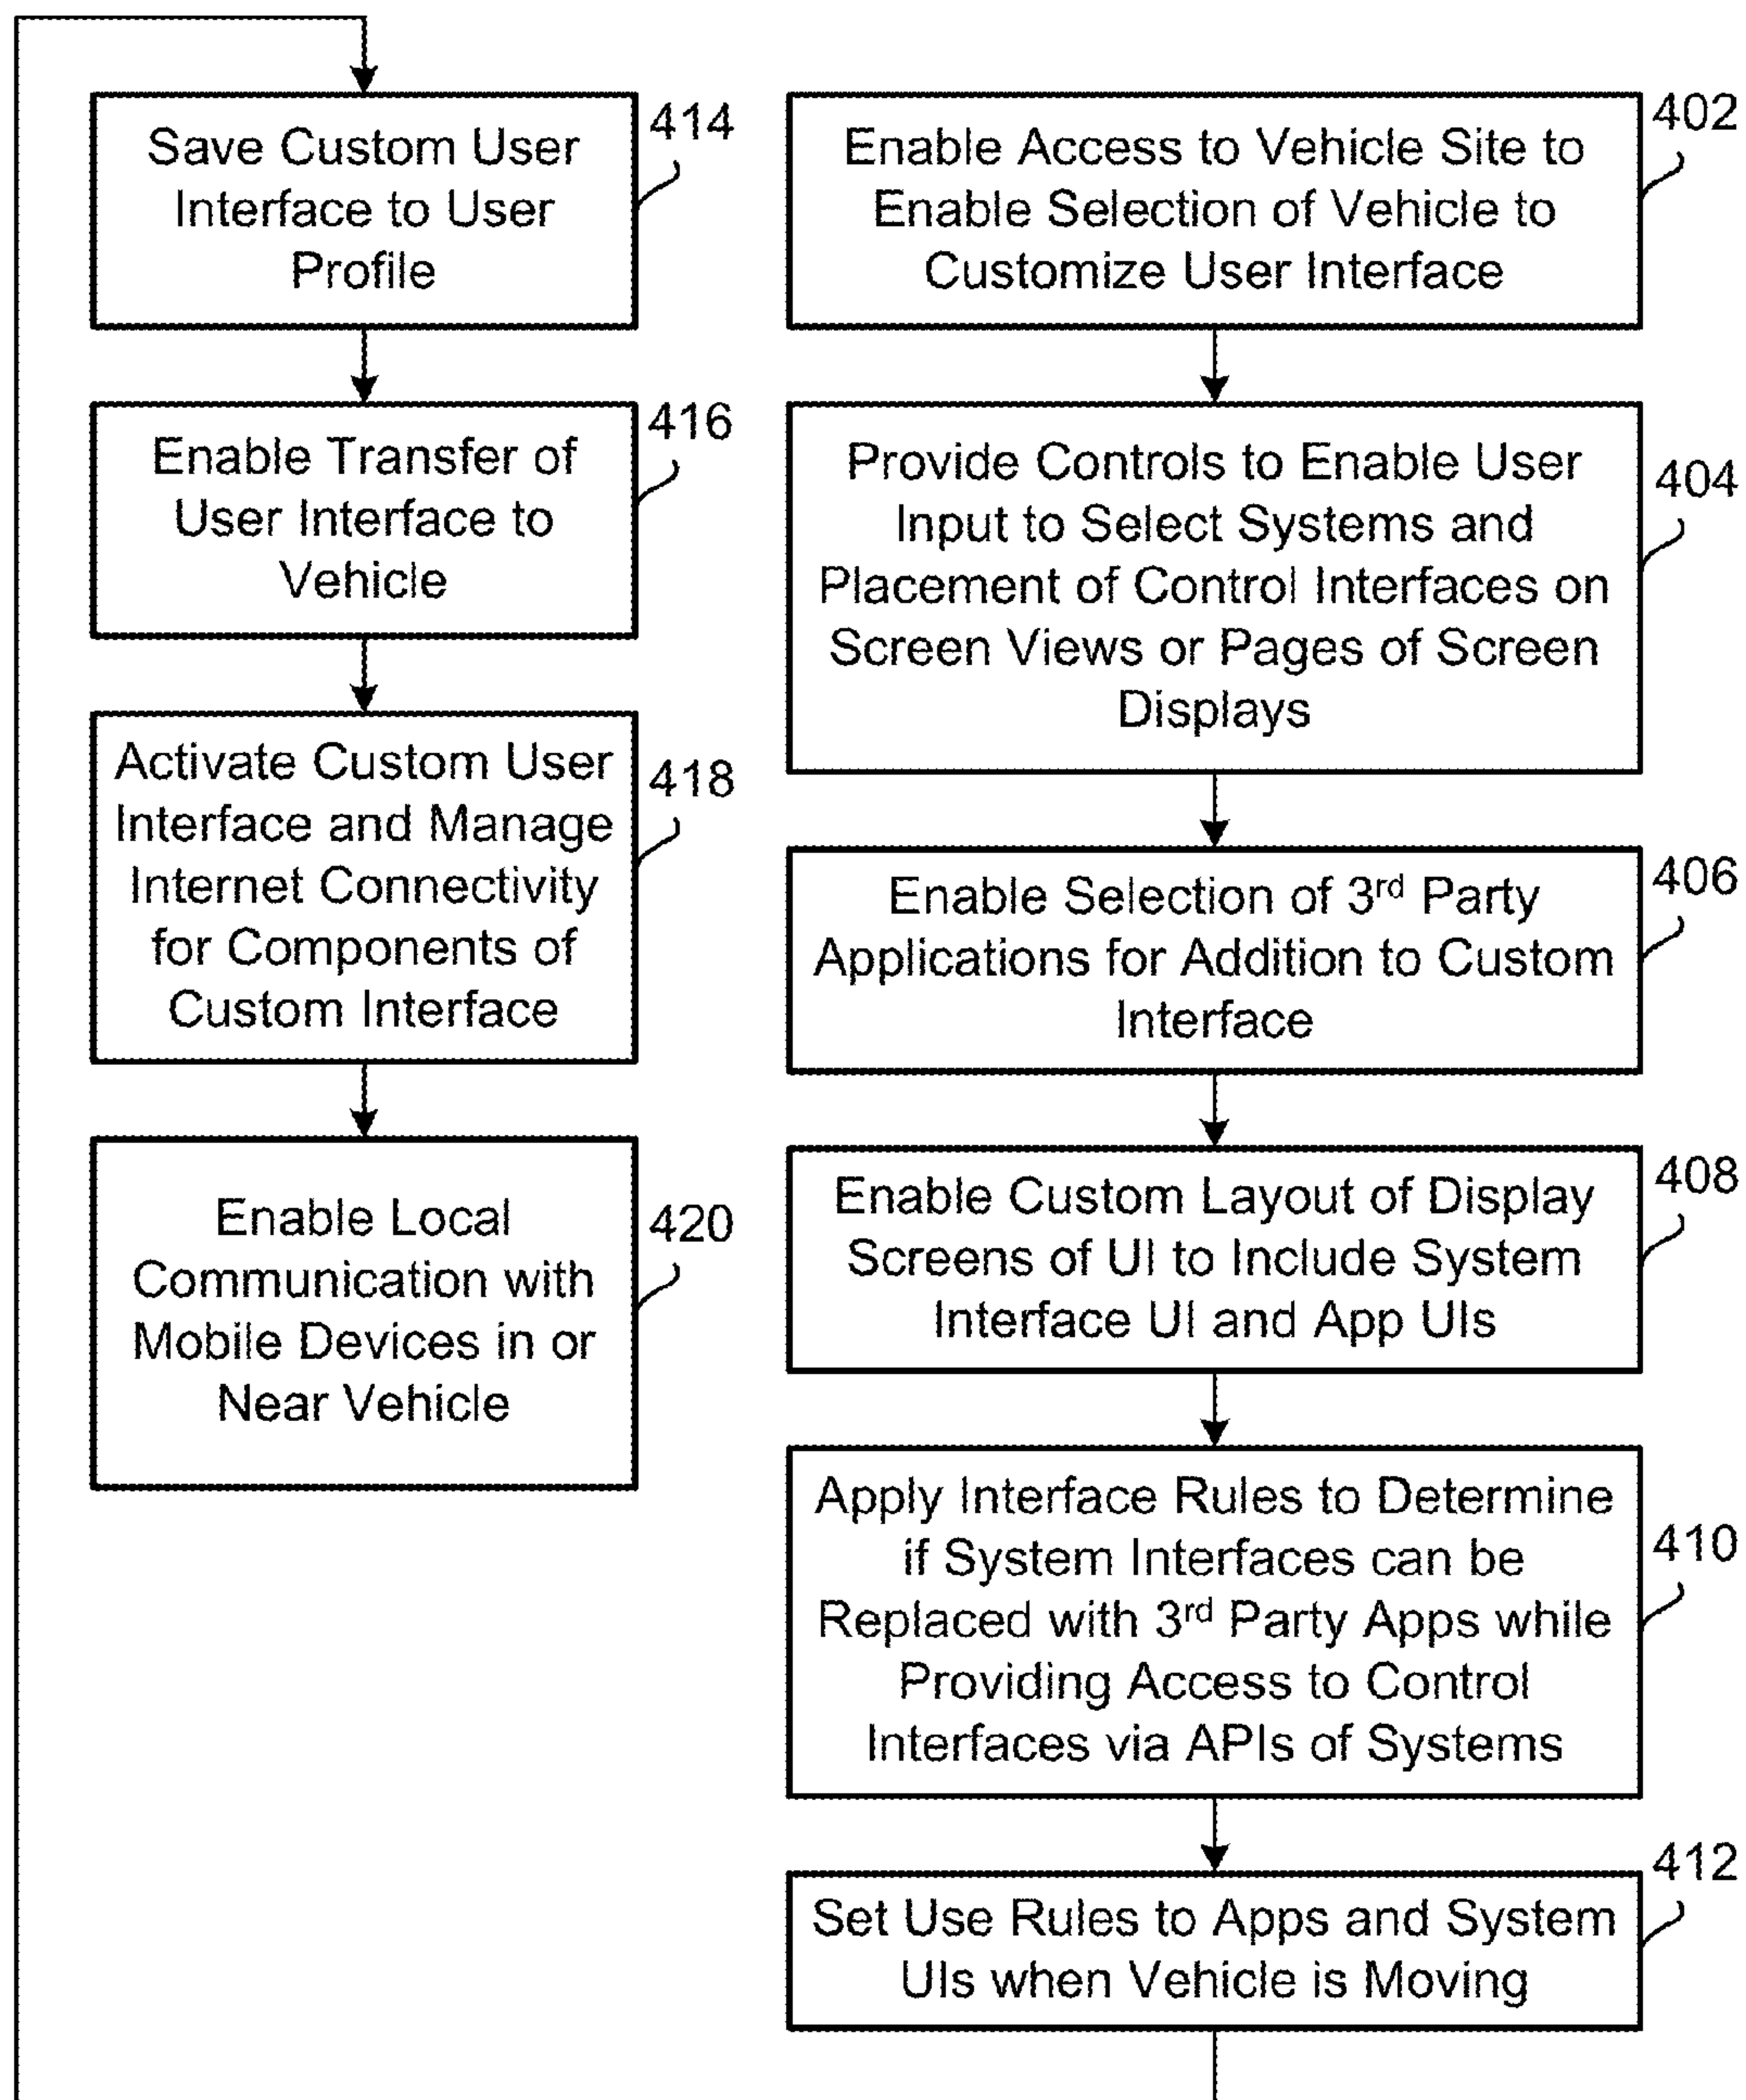 Save Custom User
Interface to User
Profile
414
Enable Transfer of
User Interface to
Vehicle
416
Activate Custom User
Interface and Manage
Internet Connectivity
for Components of
Custom Interface
418
Enable Local
Communication with
Mobile Devices in or
Near Vehicle
420
Enable Access to Vehicle Site to
Enable Selection of Vehicle to
Customize User Interface
402
Provide Controls to Enable User
Input to Select Systems and
Placement of Control Interfaces on
Screen Views or Pages of Screen
Displays
404
Enable Selection of 3rd Party
Applications for Addition to Custom
Interface
406
Enable Custom Layout of Display
Screens of UI to Include System
Interface UI and App UIs
408
Apply Interface Rules to Determine
if System Interfaces can be
Replaced with 3rd Party Apps while
Providing Access to Control
Interfaces via APIs of Systems
410
Set Use Rules to Apps and System
UIs when Vehicle is Moving
412